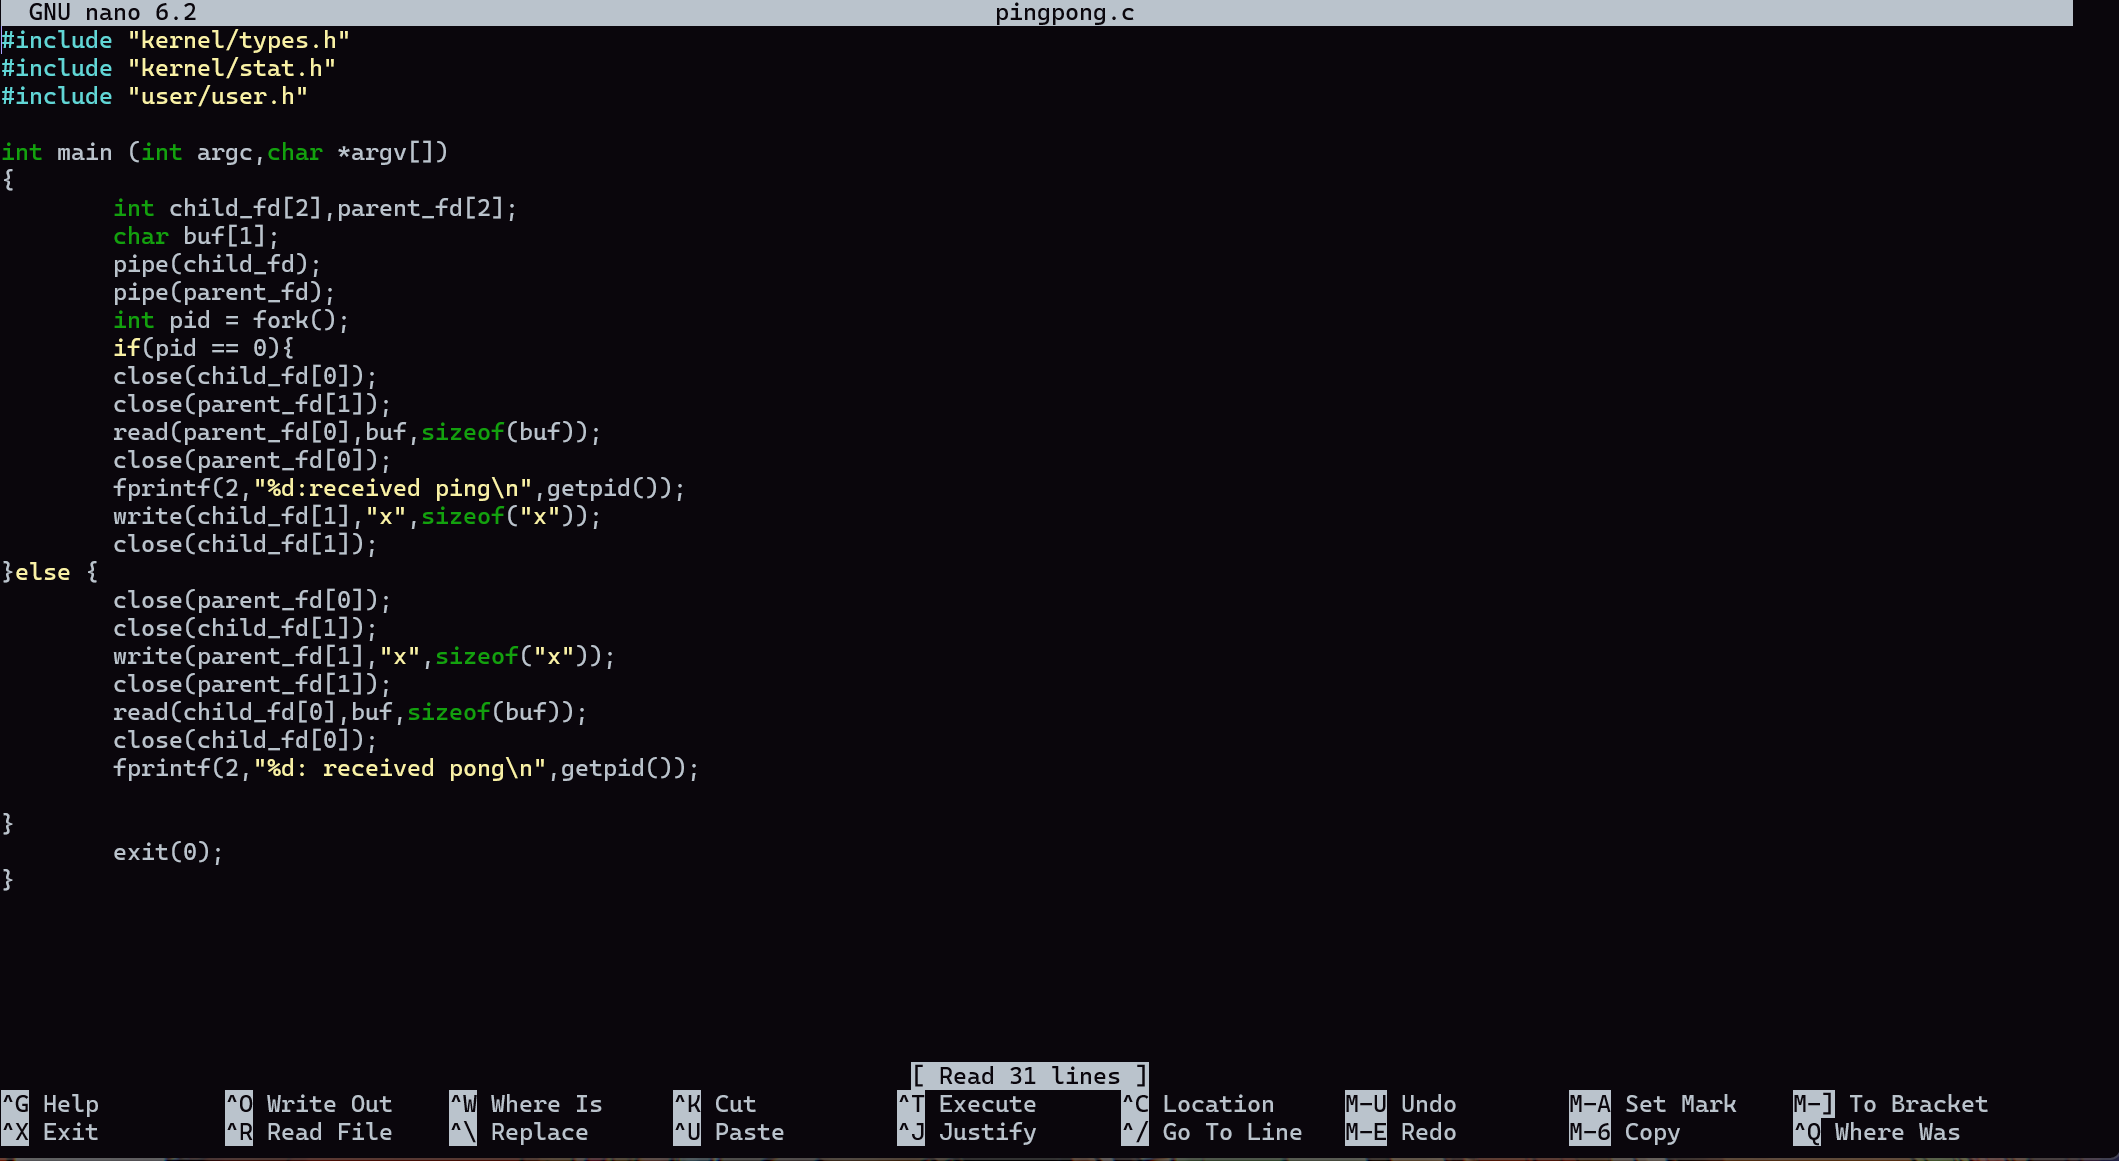 GNU nano 6.2 pingpong.c
#include "kernel/types.h"
#include "kernel/stat.h"
#include "user/user.h"
int main (int argc,char *argv[])
{
int child_fd[2],parent_fd[2];
char buf[1];
pipe(child_fd);
pipe(parent_fd);
int pid = fork();
if(pid == 0){
close(child_fd[0]);
close(parent_fd[1]);
read(parent_fd[0],buf,sizeof(buf));
close(parent_fd[0]);
fprintf(2,"%d:received ping\n",getpid());
write(child_fd[1],"x",sizeof("x"));
close(child_fd[1]);
}else {
close(parent_fd[0]);
close(child_fd[1]);
write(parent_fd[1],"x",sizeof("x"));
close(parent_fd[1]);
read(child_fd[0],buf,sizeof(buf));
close(child_fd[0]);
fprintf(2,"%d: received pong\n",getpid());
}
exit(0);
}
[ Read 31 lines ]
^G Help ^O Write Out ^W Where Is ^K Cut ^T Execute ^C Location M-U Undo M-A Set Mark M-] To Bracket
^X Exit ^R Read File ^\ Replace ^U Paste ^J Justify ^/ Go To Line M-E Redo M-6 Copy ^Q Where Was